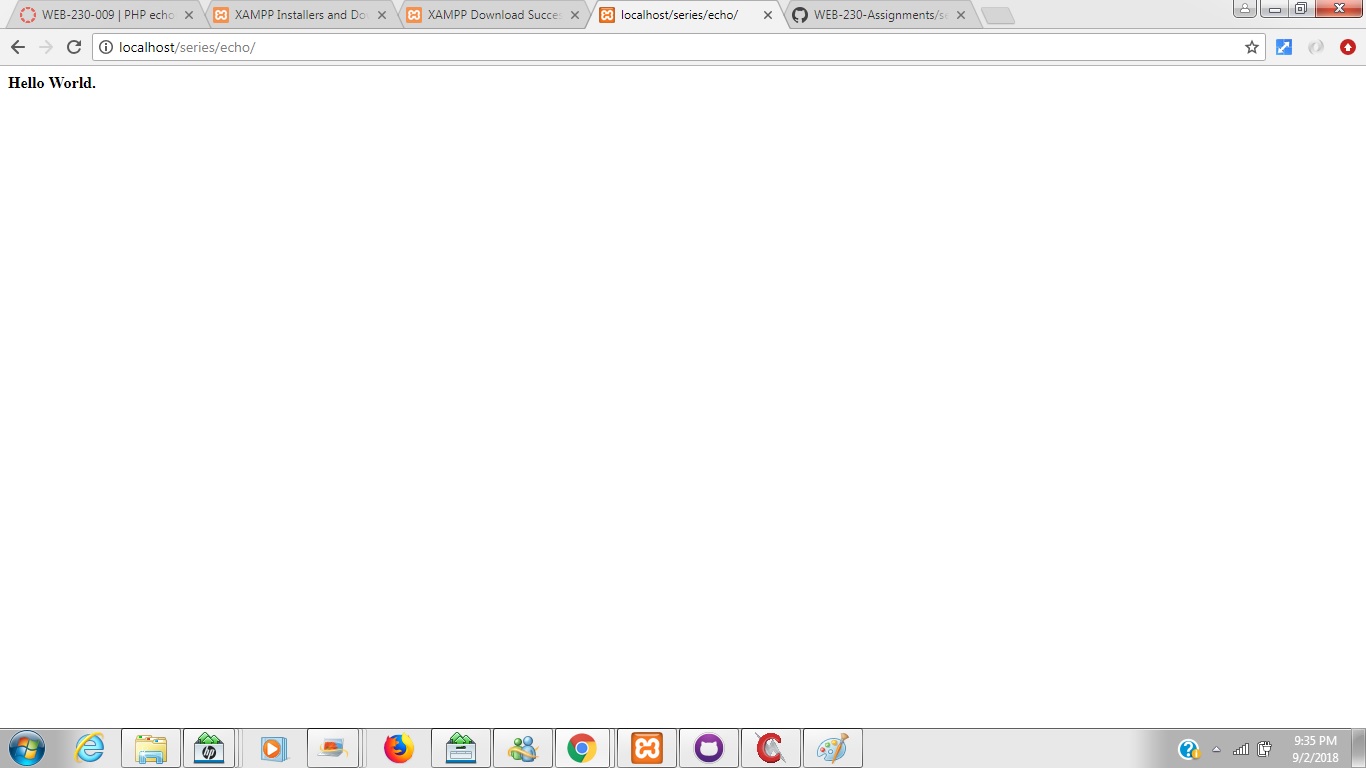 WEB-230-009 | PHP echo
XAMPP Installers and Do
XAMPP Download Succe
localhost/series/echo/
WEB-230-Assignments/s
localhost/series/echo/
Hello World.
hp
9:35 PM
9/2/2018